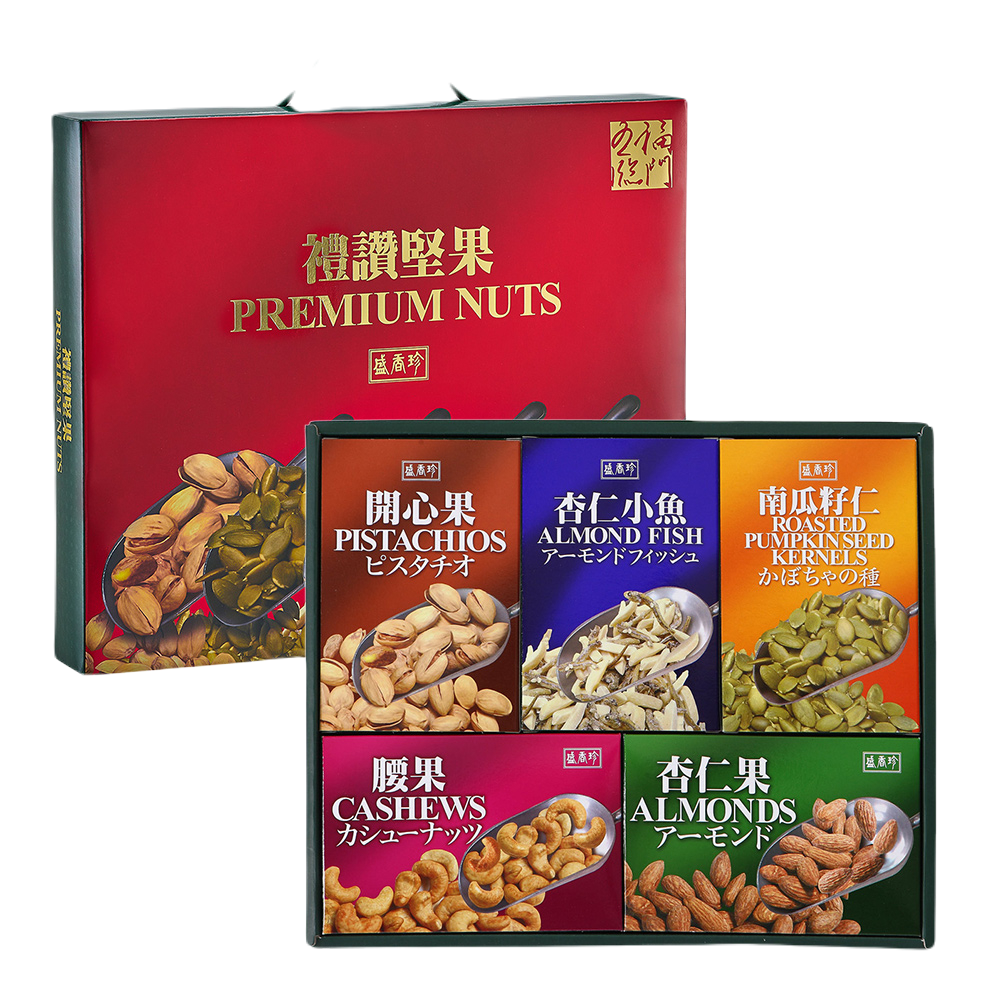 五福
臨門
禮讚堅果
PREMIUM NUTS
盛香珍
禮讚堅果
PREMIUM NUTS
盛香珍
開心果
PISTACHIOS
ピスタチオ
盛香珍
杏仁小魚
ALMOND FISH
アーモンドフィッシュ
盛香珍
南瓜籽仁
ROASTED
PUMPKIN SEED
KERNELS
かぼちゃの種
盛香珍
腰果
CASHEWS
カシューナッツ
盛香珍
杏仁果
ALMONDS
アーモンド